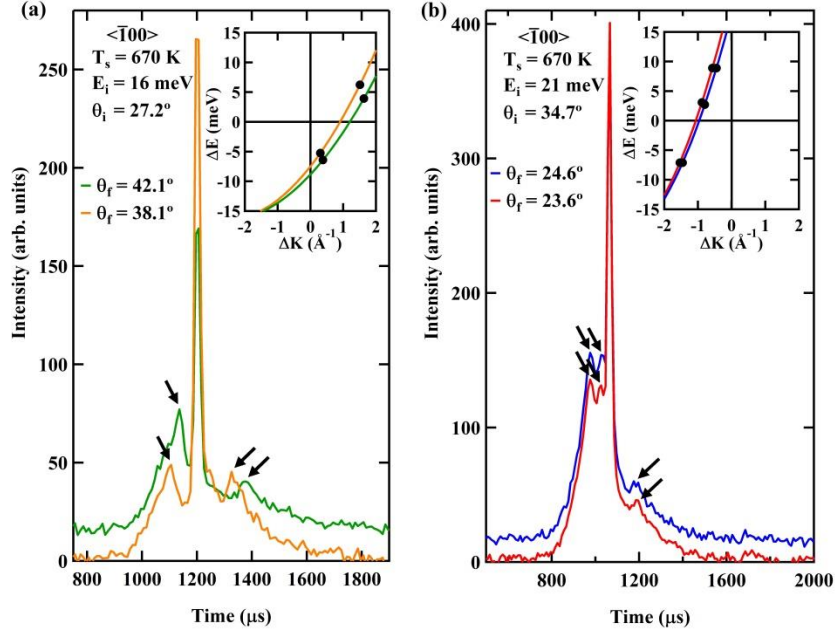 (a)
<1̄00>
T_s = 670 K
E_i = 16 meV
θ_i = 27.2°
θ_f = 42.1°
θ_f = 38.1°
Intensity (arb. units)
250
200
150
100
50
0
800 1000 1200 1400 1600 1800
Time (μs)
ΔE (meV)
15
10
5
0
-5
-10
-15
-2 -1 0 1 2
ΔK (Å⁻¹)
(b)
<1̄00>
T_s = 670 K
E_i = 21 meV
θ_i = 34.7°
θ_f = 24.6°
θ_f = 23.6°
Intensity (arb. units)
400
300
200
100
0
800 1200 1600 2000
Time (μs)
ΔE (meV)
15
10
5
0
-5
-10
-15
-2 -1 0 1 2
ΔK (Å⁻¹)